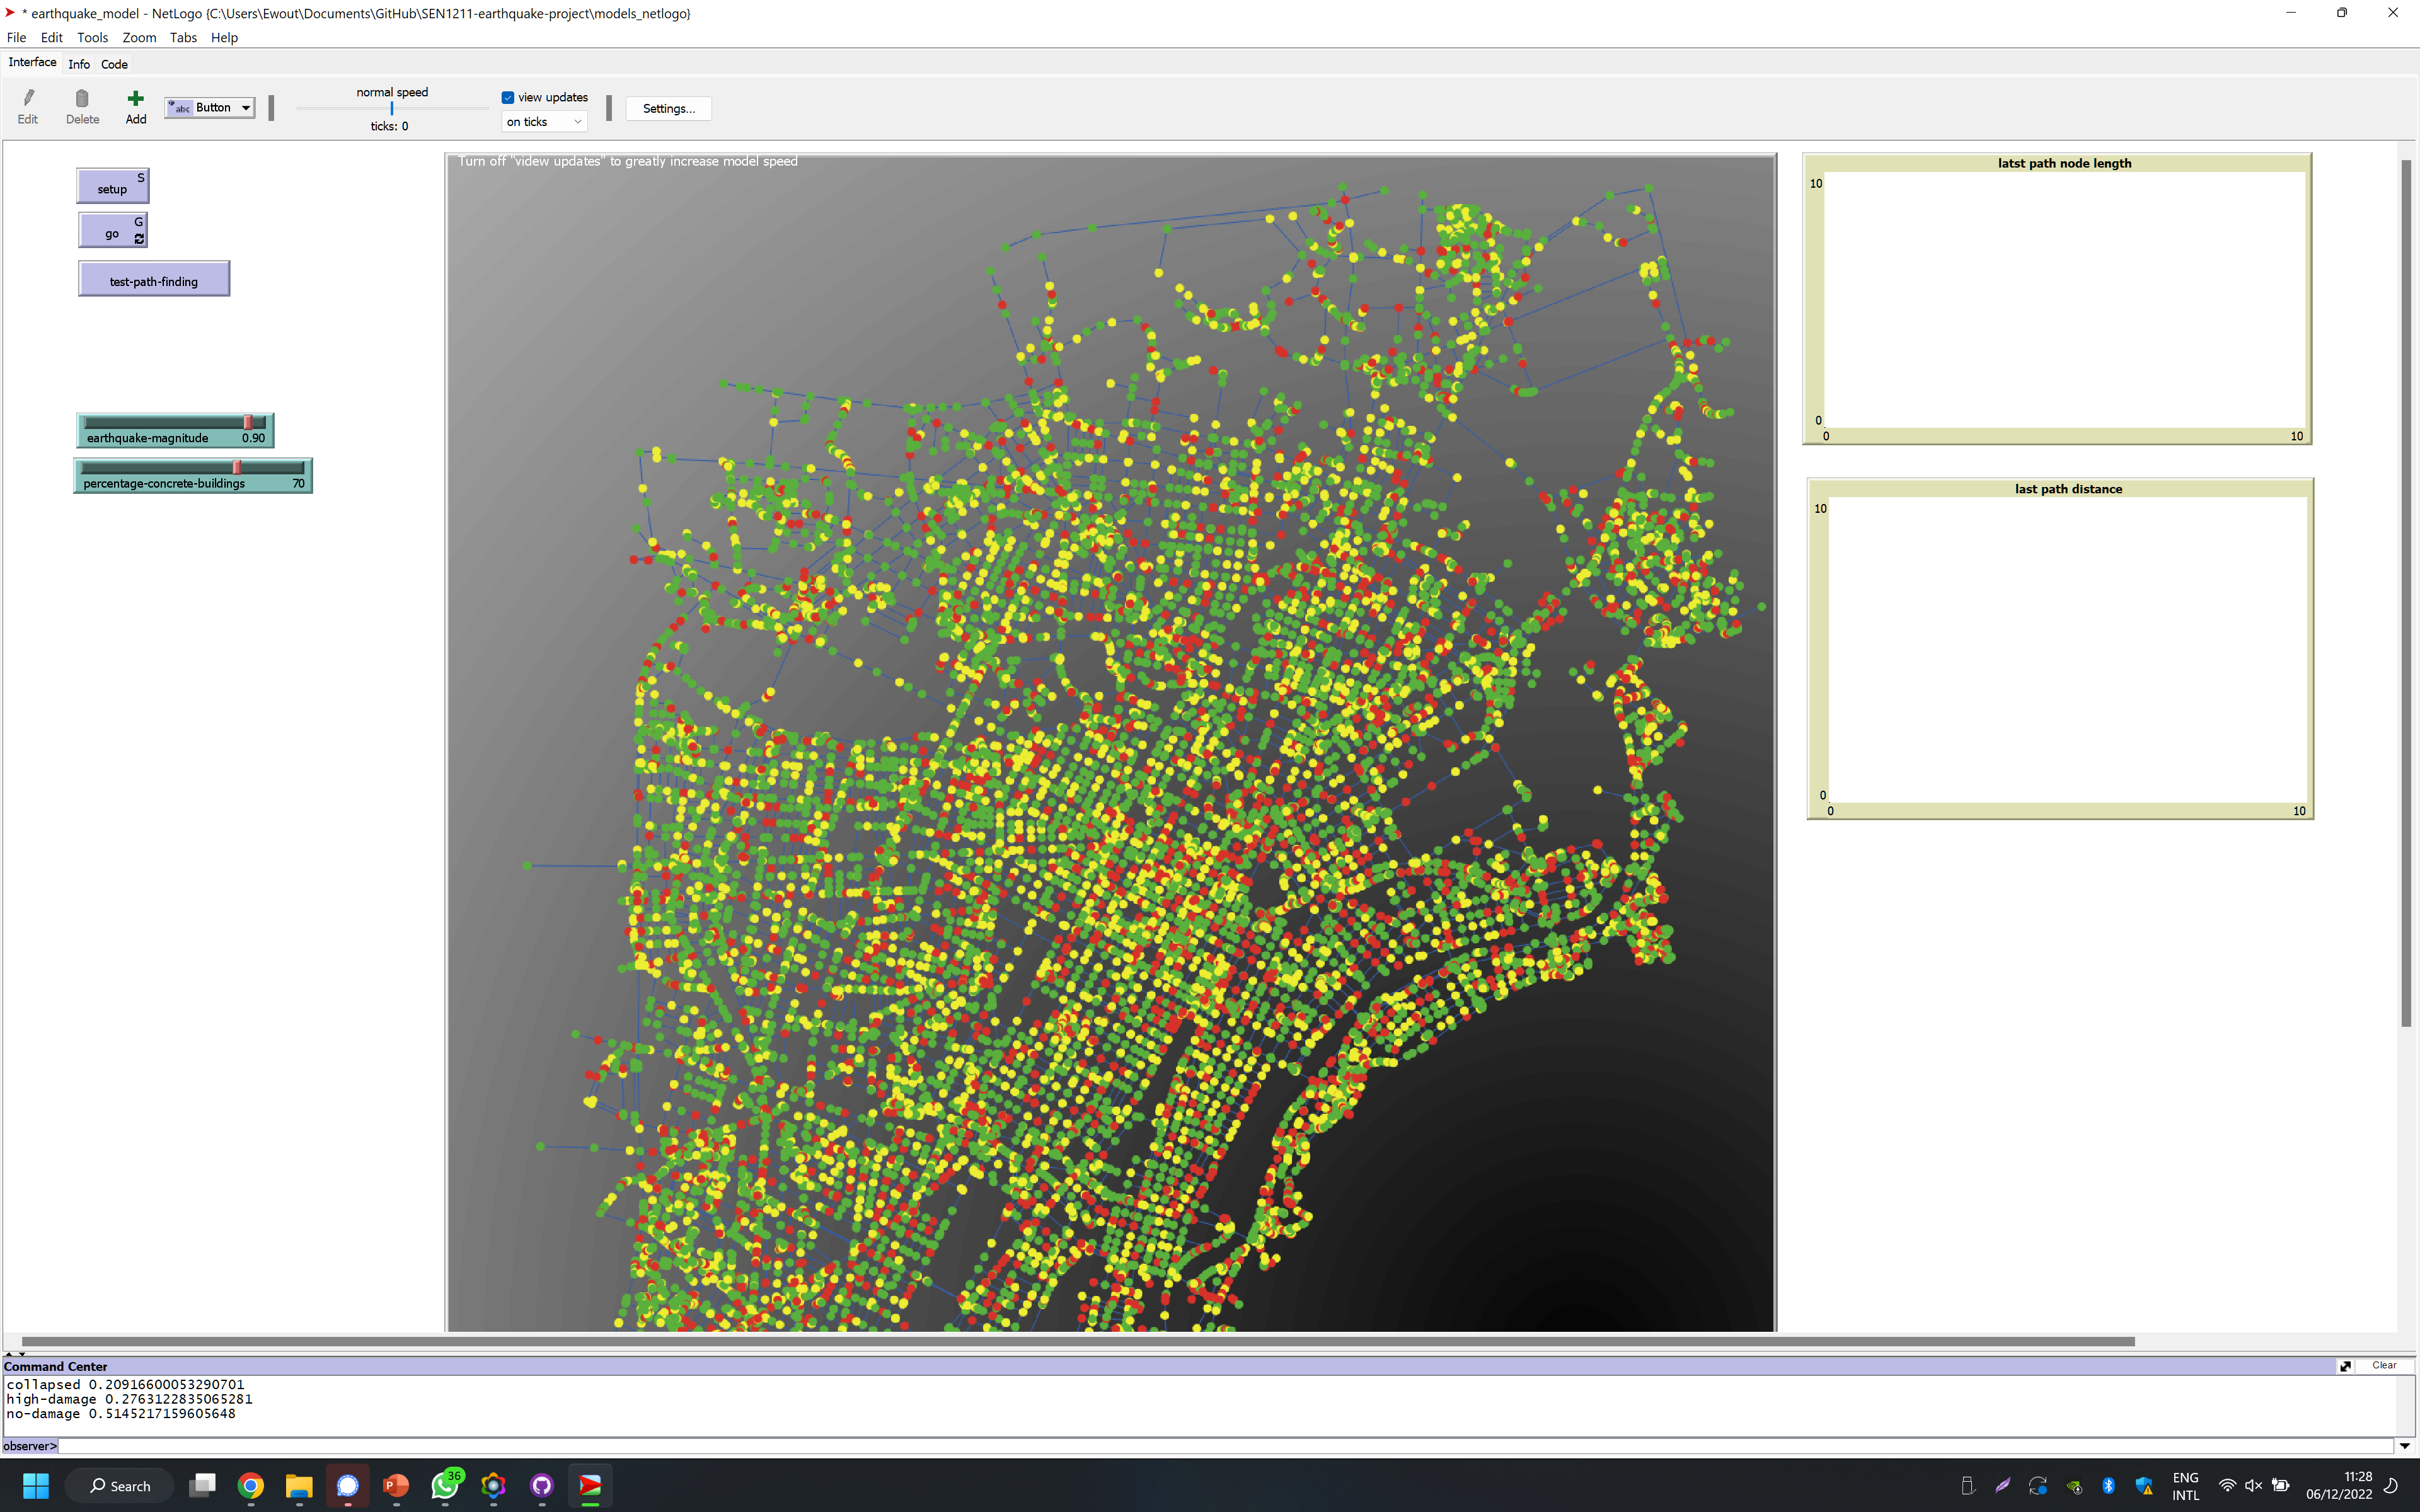 * earthquake_model - NetLogo {C:\Users\Ewout\Documents\GitHub\SEN1211-earthquake-project\models_netlogo}
File Edit Tools Zoom Tabs Help
Interface Info Code
Edit
Delete
Add
abc Button
normal speed
ticks: 0
view updates
on ticks
Settings...
setup S
go G
test-path-finding
earthquake-magnitude 0.90
percentage-concrete-buildings 70
Turn off "videw updates" to greatly increase model speed
latst path node length
10
0
0 10
last path distance
10
0
0 10
Command Center
Clear
collapsed 0.20916600053290701
high-damage 0.2763122835065281
no-damage 0.5145217159605648
observer>
Search
P
36
ENG
INTL
11:28
06/12/2022